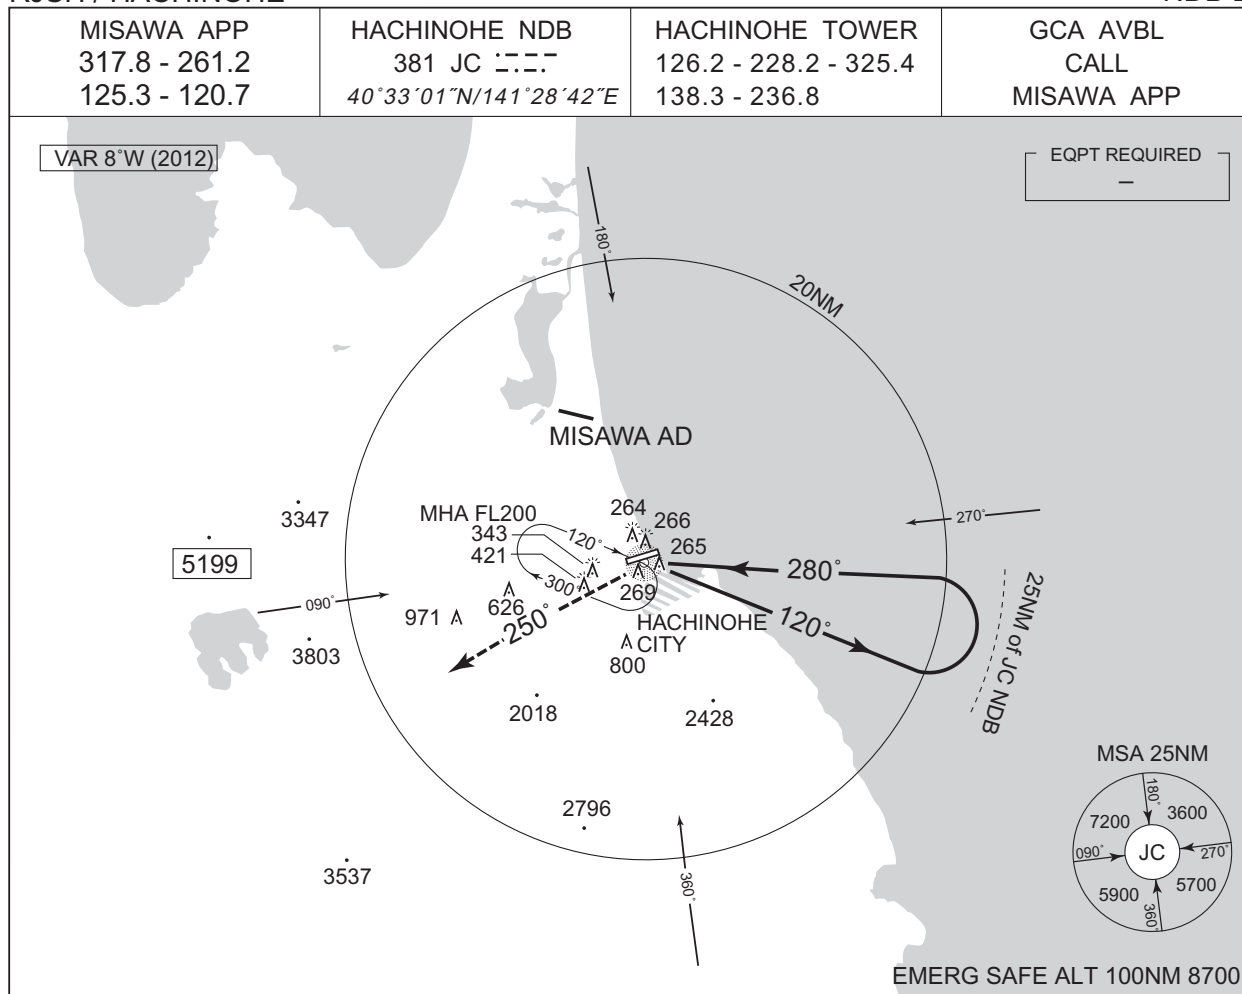 MISAWA APP
317.8 - 261.2
125.3 - 120.7
HACHINOHE NDB
381 JC
40°33´01˝N/141°28´42˝E
HACHINOHE TOWER
126.2 - 228.2 - 325.4
138.3 - 236.8
GCA AVBL
CALL
MISAWA APP
VAR 8°W (2012)
EQPT REQUIRED
–
180°
20NM
MISAWA AD
3347
MHA FL200
264
266
343
120°
265
270°
421
5199
280°
300°
269
090°
626
971
250°
120°
25NM of JC NDB
HACHINOHE
CITY
3803
800
2018
2428
MSA 25NM
180°
7200
3600
2796
090°
JC
270°
3537
360°
5900
5700
360°
EMERG SAFE ALT 100NM 8700